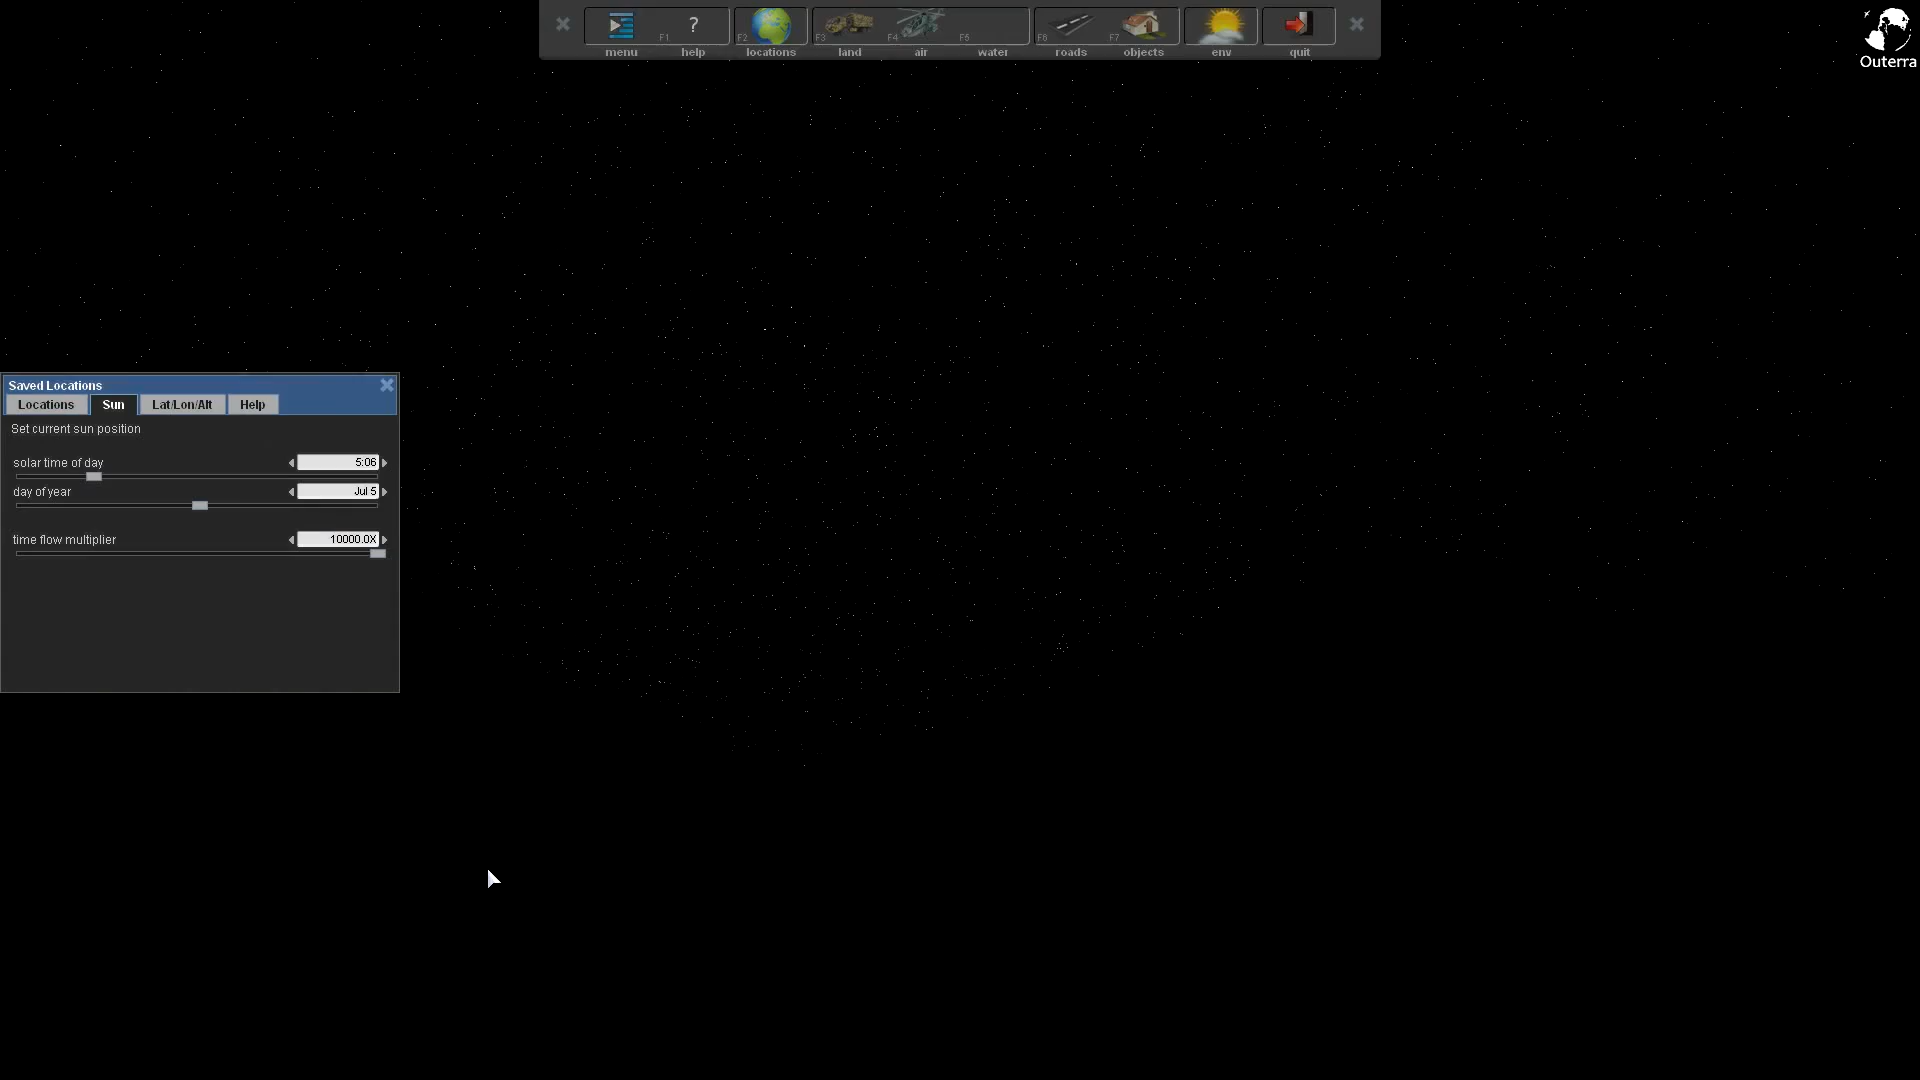 F1 F2 F3 F4 F5 F6 F7
menu ? help locations land air water roads objects env quit
Outerra
Saved Locations
Locations Sun Lat/Lon/Alt Help
Set current sun position
solar time of day 5:06
day of year Jul 5
time flow multiplier 10000.0X